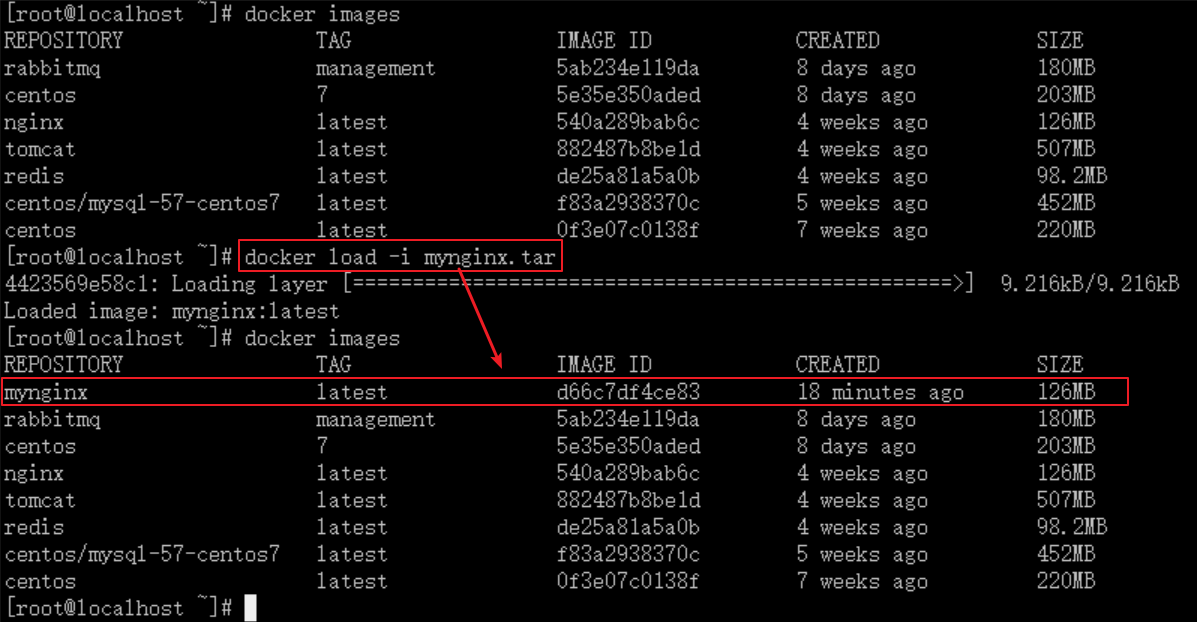 [root@localhost ~]# docker images
REPOSITORY TAG IMAGE ID CREATED SIZE
rabbitmq management 5ab234e119da 8 days ago 180MB
centos 7 5e35e350aded 8 days ago 203MB
nginx latest 540a289bab6c 4 weeks ago 126MB
tomcat latest 882487b8be1d 4 weeks ago 507MB
redis latest de25a81a5a0b 4 weeks ago 98.2MB
centos/mysql-57-centos7 latest f83a2938370c 5 weeks ago 452MB
centos latest 0f3e07c0138f 7 weeks ago 220MB
[root@localhost ~]# docker load -i mynginx.tar
4423569e58c1: Loading layer [==================================================>] 9.216kB/9.216kB
Loaded image: mynginx:latest
[root@localhost ~]# docker images
REPOSITORY TAG IMAGE ID CREATED SIZE
mynginx latest d66c7df4ce83 18 minutes ago 126MB
rabbitmq management 5ab234e119da 8 days ago 180MB
centos 7 5e35e350aded 8 days ago 203MB
nginx latest 540a289bab6c 4 weeks ago 126MB
tomcat latest 882487b8be1d 4 weeks ago 507MB
redis latest de25a81a5a0b 4 weeks ago 98.2MB
centos/mysql-57-centos7 latest f83a2938370c 5 weeks ago 452MB
centos latest 0f3e07c0138f 7 weeks ago 220MB
[root@localhost ~]#